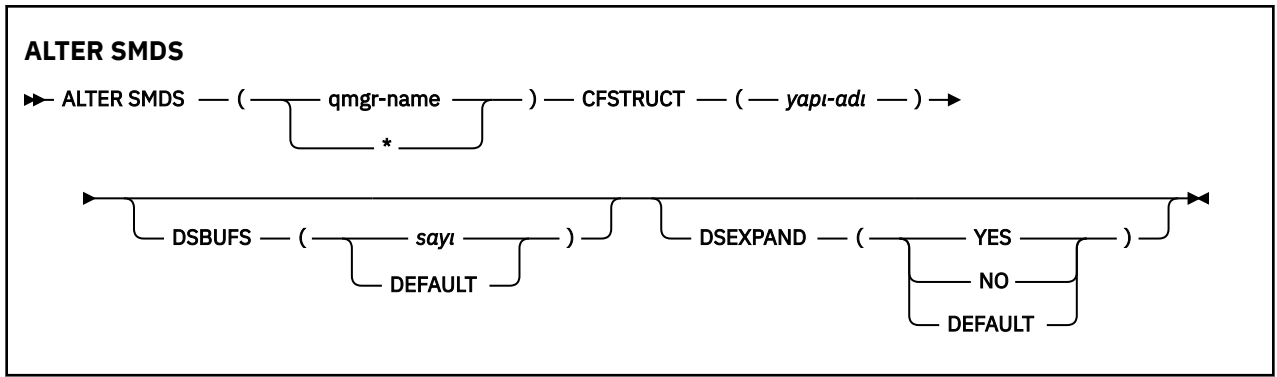 ALTER SMDS
ALTER SMDS ( qmgr-name ) CFSTRUCT ( yapı-adı )
*
DSBUFS ( sayı ) DSEXPAND ( YES )
DEFAULT NO
DEFAULT